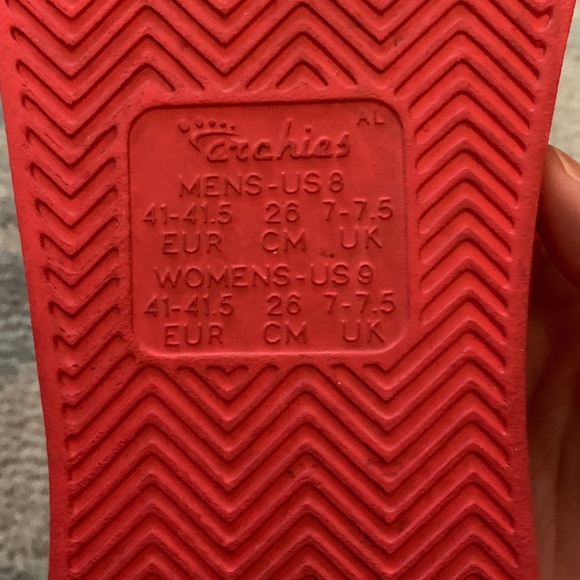 AL
archies
MENS-US 8
41-41.5 26 7-7.5
EUR CM UK
WOMENS-US 9
41-41.5 26 7-7.5
EUR CM UK